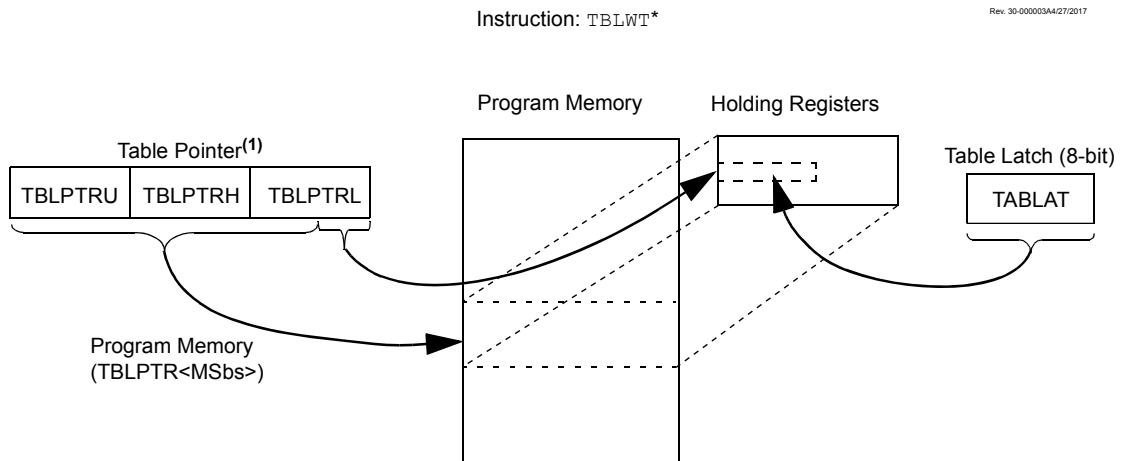 Instruction: TBLWT*
Rev. 30-000003A4/27/2017
Program Memory
Holding Registers
Table Pointer(1)
Table Latch (8-bit)
TBLPTRU TBLPTRH TBLPTRL
TABLAT
Program Memory
(TBLPTR<MSbs>)